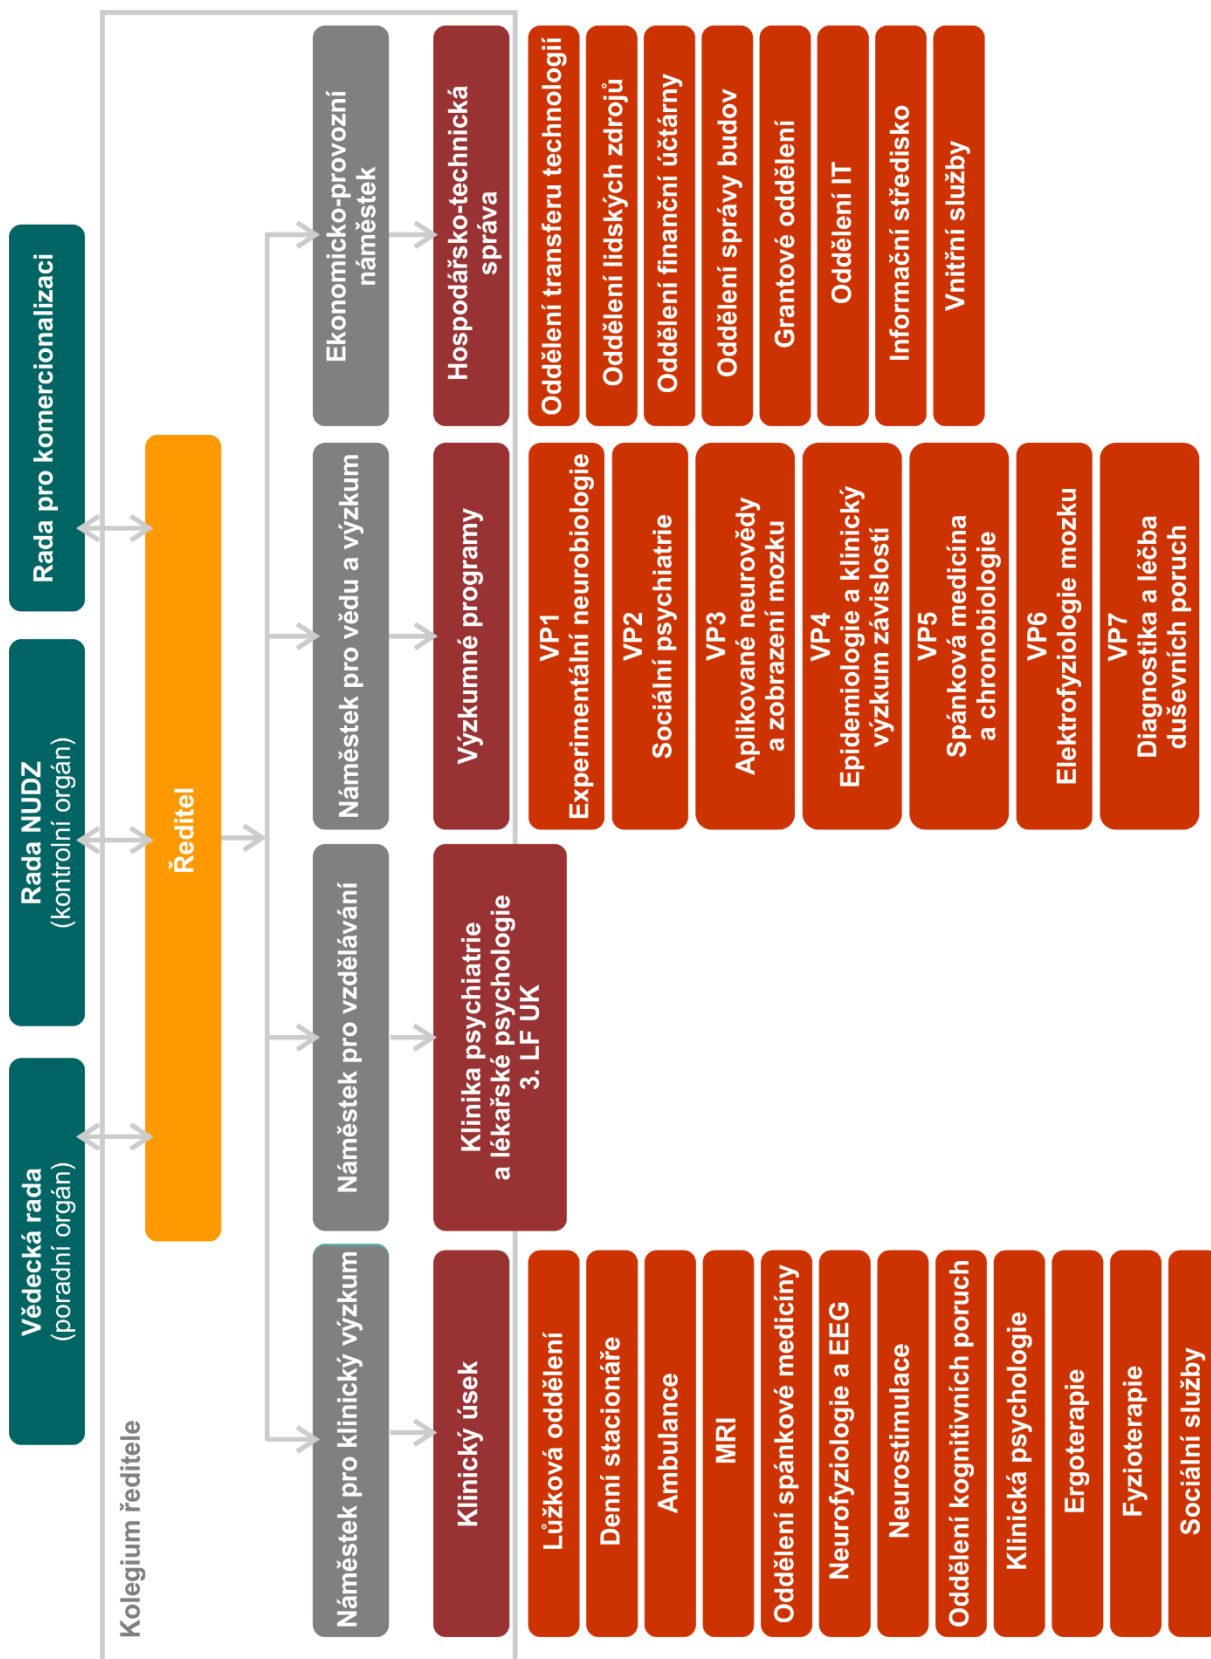 Vědecká rada
(poradní orgán)
Rada NUDZ
(kontrolní orgán)
Rada pro komercionalizaci
Kolegium ředitele
Ředitel
Náměstek pro klinický výzkum
Náměstek pro vzdělávání
Náměstek pro vědu a výzkum
Ekonomicko-provozní
náměstek
Klinický úsek
Klinika psychiatrie
a lékařské psychologie
3. LF UK
Výzkumné programy
Hospodářsko-technická
správa
Lůžková oddělení
Denní stacionáře
Ambulance
MRI
Oddělení spánkové medicíny
Neurofyziologie a EEG
Neurostimulace
Oddělení kognitivních poruch
Klinická psychologie
Ergoterapie
Fyzioterapie
Sociální služby
VP1
Experimentální neurobiologie
VP2
Sociální psychiatrie
VP3
Aplikované neurovědy
a zobrazení mozku
VP4
Epidemiologie a klinický
výzkum závislostí
VP5
Spánková medicína
a chronobiologie
VP6
Elektrofyziologie mozku
VP7
Diagnostika a léčba
duševních poruch
Oddělení transferu technologií
Oddělení lidských zdrojů
Oddělení finanční účtárny
Oddělení správy budov
Grantové oddělení
Oddělení IT
Informační středisko
Vnitřní služby